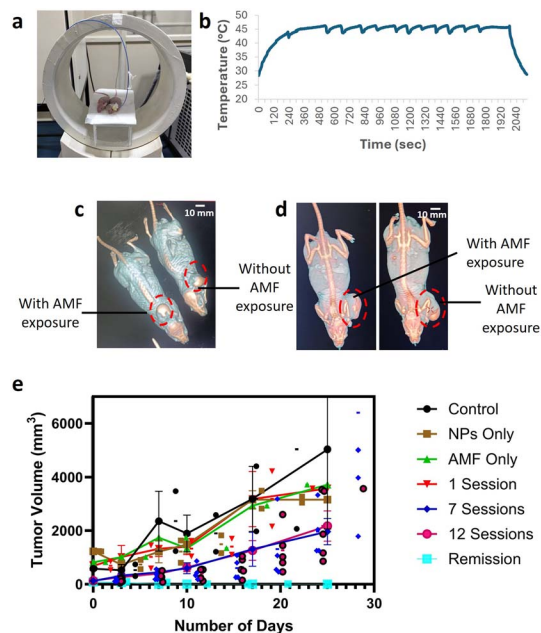 a
b
Temperature (°C)
50
45
40
35
30
25
20
0
120
240
360
480
600
720
840
960
1080
1200
1320
1440
1560
1680
1800
1920
2040
Time (sec)
c
10 mm
With AMF
exposure
Without
AMF
exposure
d
10 mm
With AMF
exposure
Without
AMF
exposure
e
Tumor Volume (mm³)
6000
4000
2000
0
0
10
20
30
Number of Days
Control
NPs Only
AMF Only
1 Session
7 Sessions
12 Sessions
Remission